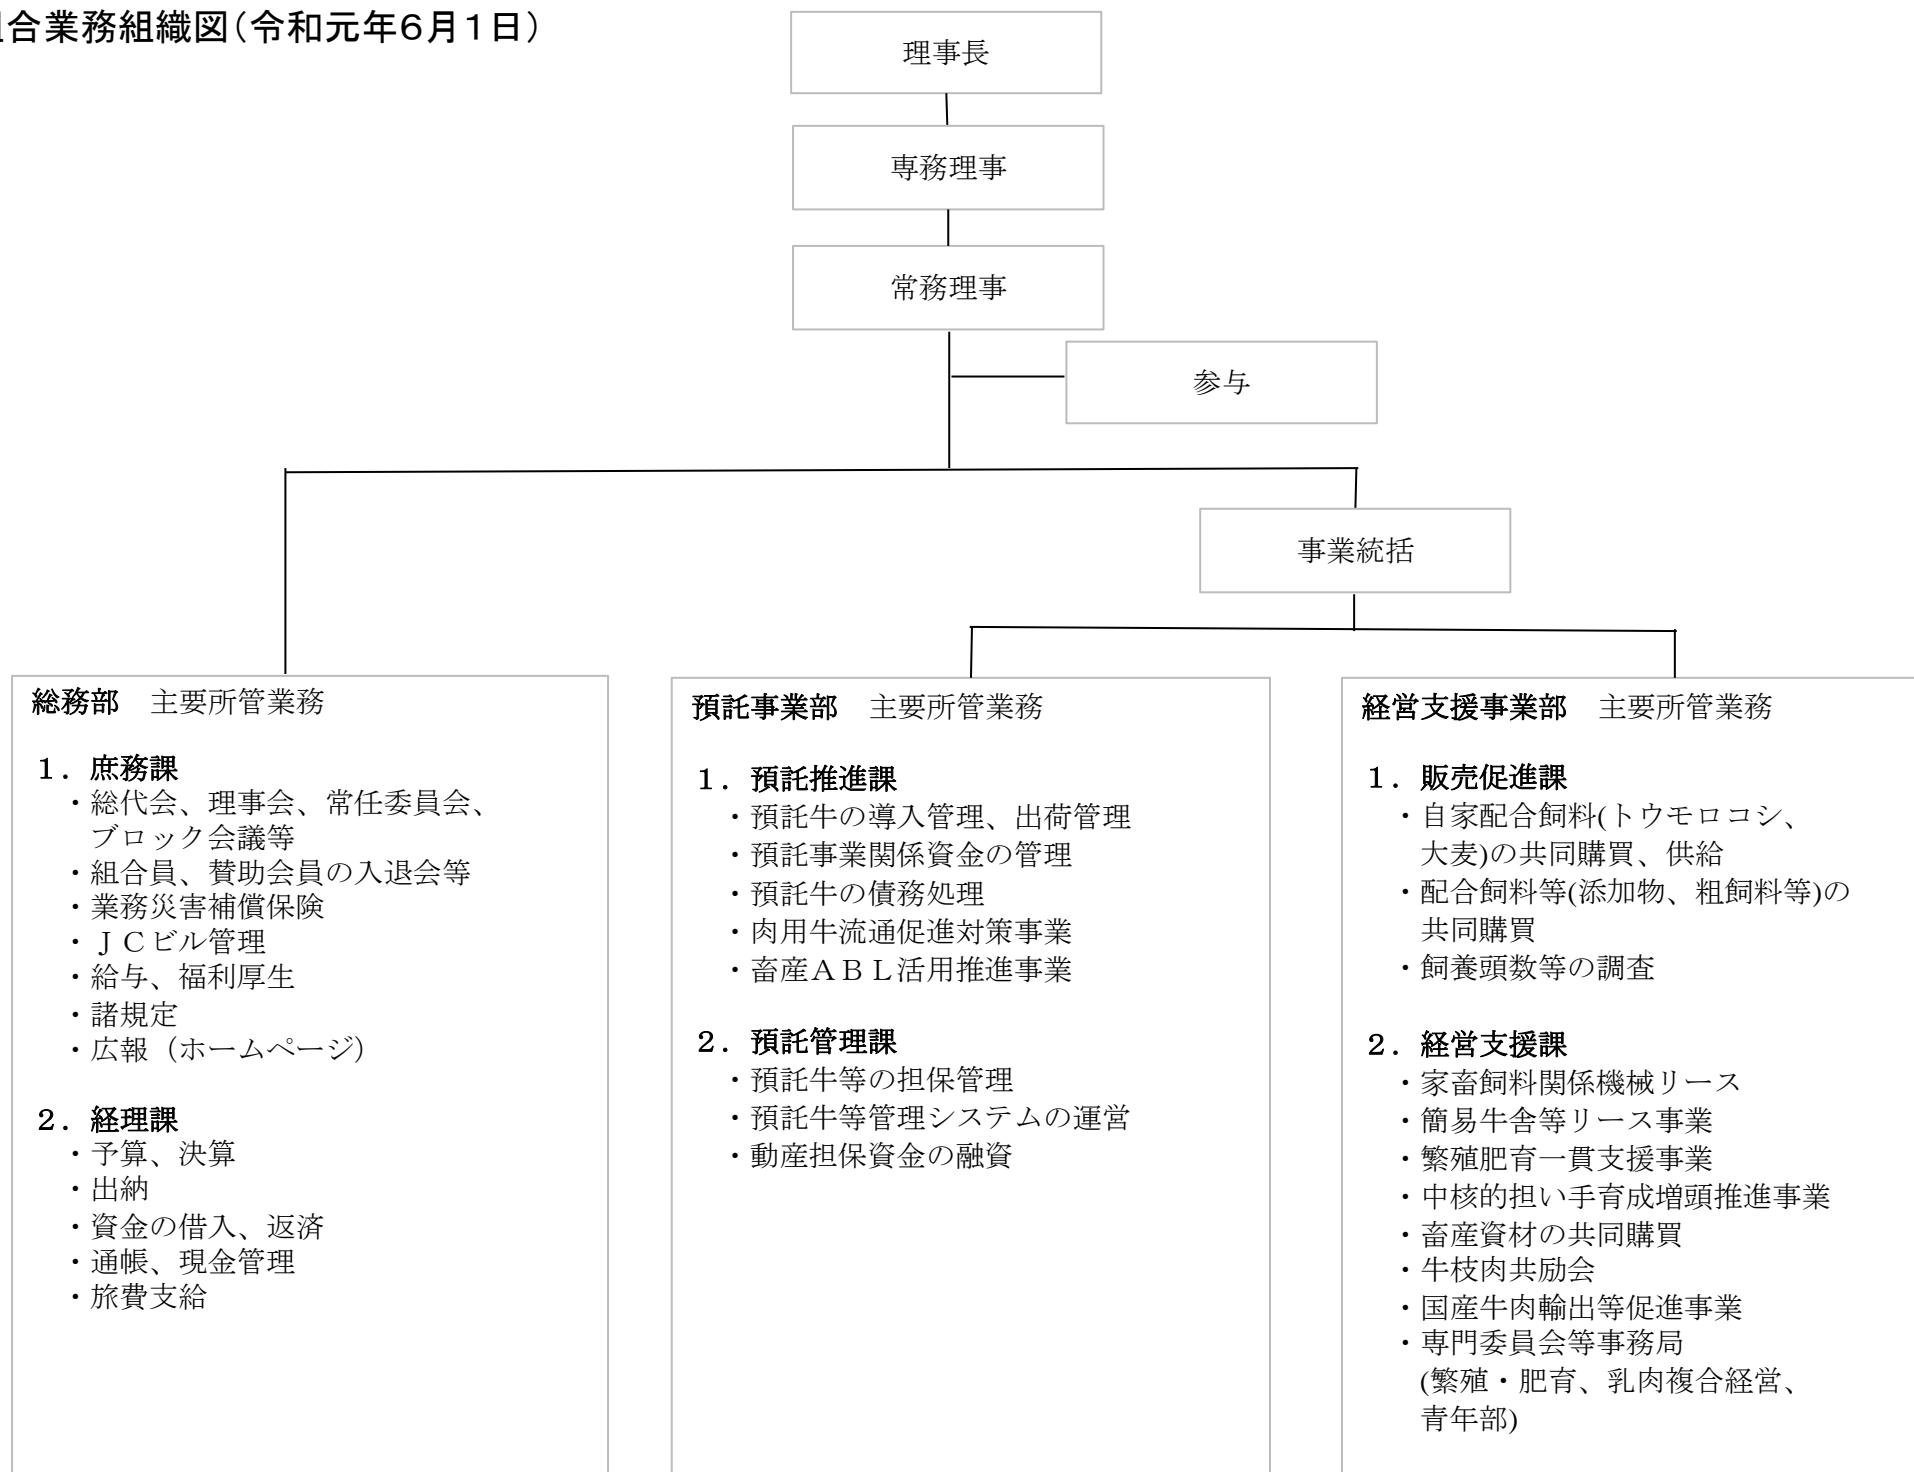 合業務組織図(令和元年6月1日)
理事長
専務理事
常務理事
参与
事業統括
総務部　主要所管業務
１．庶務課
・総代会、理事会、常任委員会、
ブロック会議等
・組合員、賛助会員の入退会等
・業務災害補償保険
・ＪＣビル管理
・給与、福利厚生
・諸規定
・広報（ホームページ）
２．経理課
・予算、決算
・出納
・資金の借入、返済
・通帳、現金管理
・旅費支給
預託事業部　主要所管業務
１．預託推進課
・預託牛の導入管理、出荷管理
・預託事業関係資金の管理
・預託牛の債務処理
・肉用牛流通促進対策事業
・畜産ＡＢＬ活用推進事業
２．預託管理課
・預託牛等の担保管理
・預託牛等管理システムの運営
・動産担保資金の融資
経営支援事業部　主要所管業務
１．販売促進課
・自家配合飼料(トウモロコシ、
大麦)の共同購買、供給
・配合飼料等(添加物、粗飼料等)の
共同購買
・飼養頭数等の調査
２．経営支援課
・家畜飼料関係機械リース
・簡易牛舎等リース事業
・繁殖肥育一貫支援事業
・中核的担い手育成増頭推進事業
・畜産資材の共同購買
・牛枝肉共励会
・国産牛肉輸出等促進事業
・専門委員会等事務局
(繁殖・肥育、乳肉複合経営、
青年部)